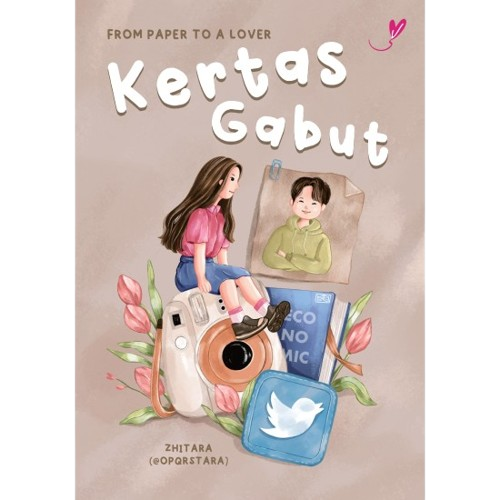 FROM PAPER TO A LOVER
Kertas
Gabut
ECO
NO
MIC
ZHITARA
(@OPQRSTARA)